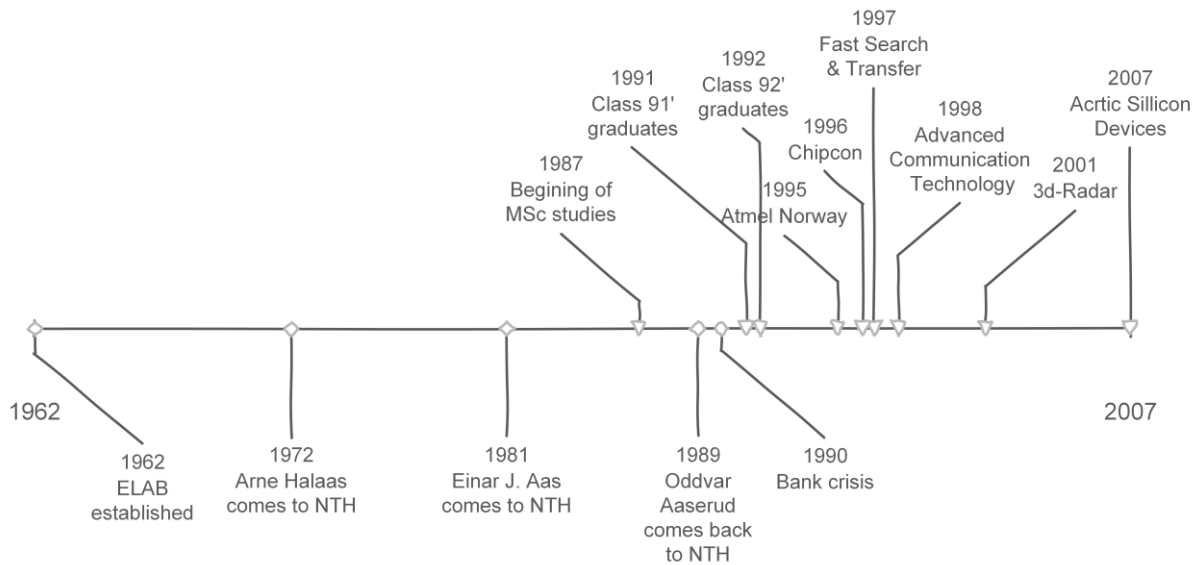 1997
Fast Search
& Transfer
1992
Class 92'
graduates
1991
Class 91'
graduates
2007
Acrtic Sillicon
Devices
1998
Advanced
Communication
Technology
1996
Chipcon
1987
Begining of
MSc studies
2001
3d-Radar
1995
Atmel Norway
1962
2007
1962
ELAB
established
1972
Arne Halaas
comes to NTH
1981
Einar J. Aas
comes to NTH
1989
Oddvar
Aaserud
comes back
to NTH
1990
Bank crisis